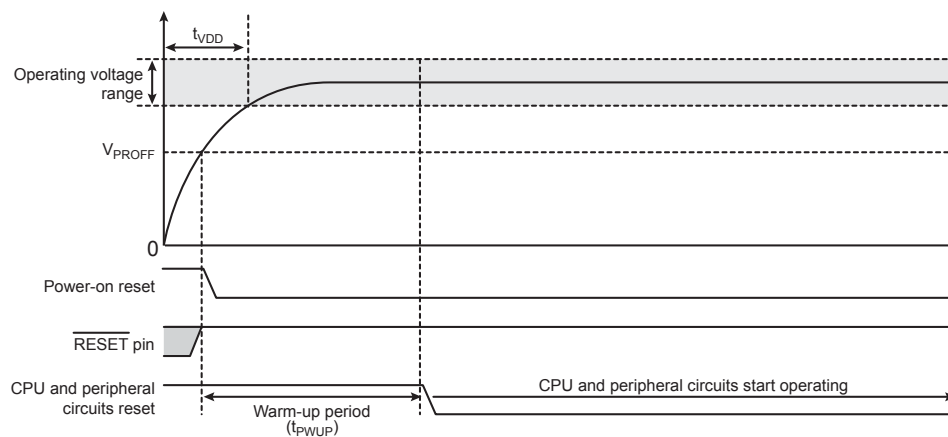 tVDD
Operating voltage
range
VPROFF
0
Power-on reset
RESET pin
CPU and peripheral
circuits reset
CPU and peripheral circuits start operating
Warm-up period
(tPWUP)